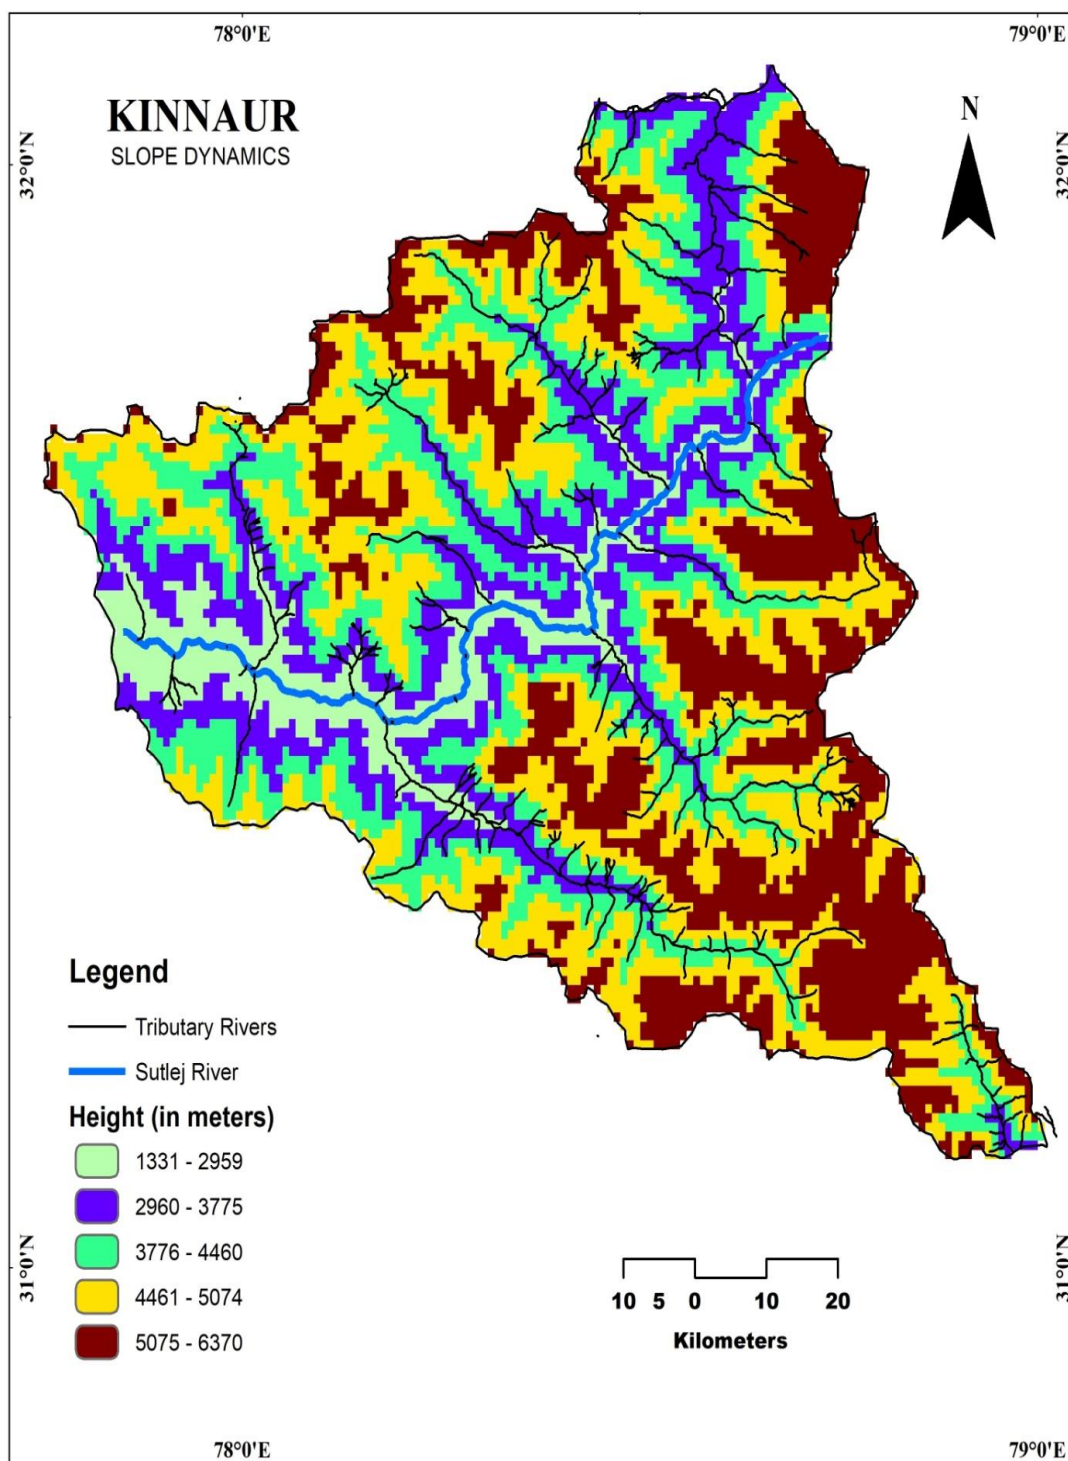 78°0'E
79°0'E
KINNAUR
SLOPE DYNAMICS
N
32°0'N
32°0'N
Legend
Tributary Rivers
Sutlej River
Height (in meters)
1331 - 2959
2960 - 3775
3776 - 4460
4461 - 5074
5075 - 6370
31°0'N
31°0'N
10 5 0 10 20
Kilometers
78°0'E
79°0'E